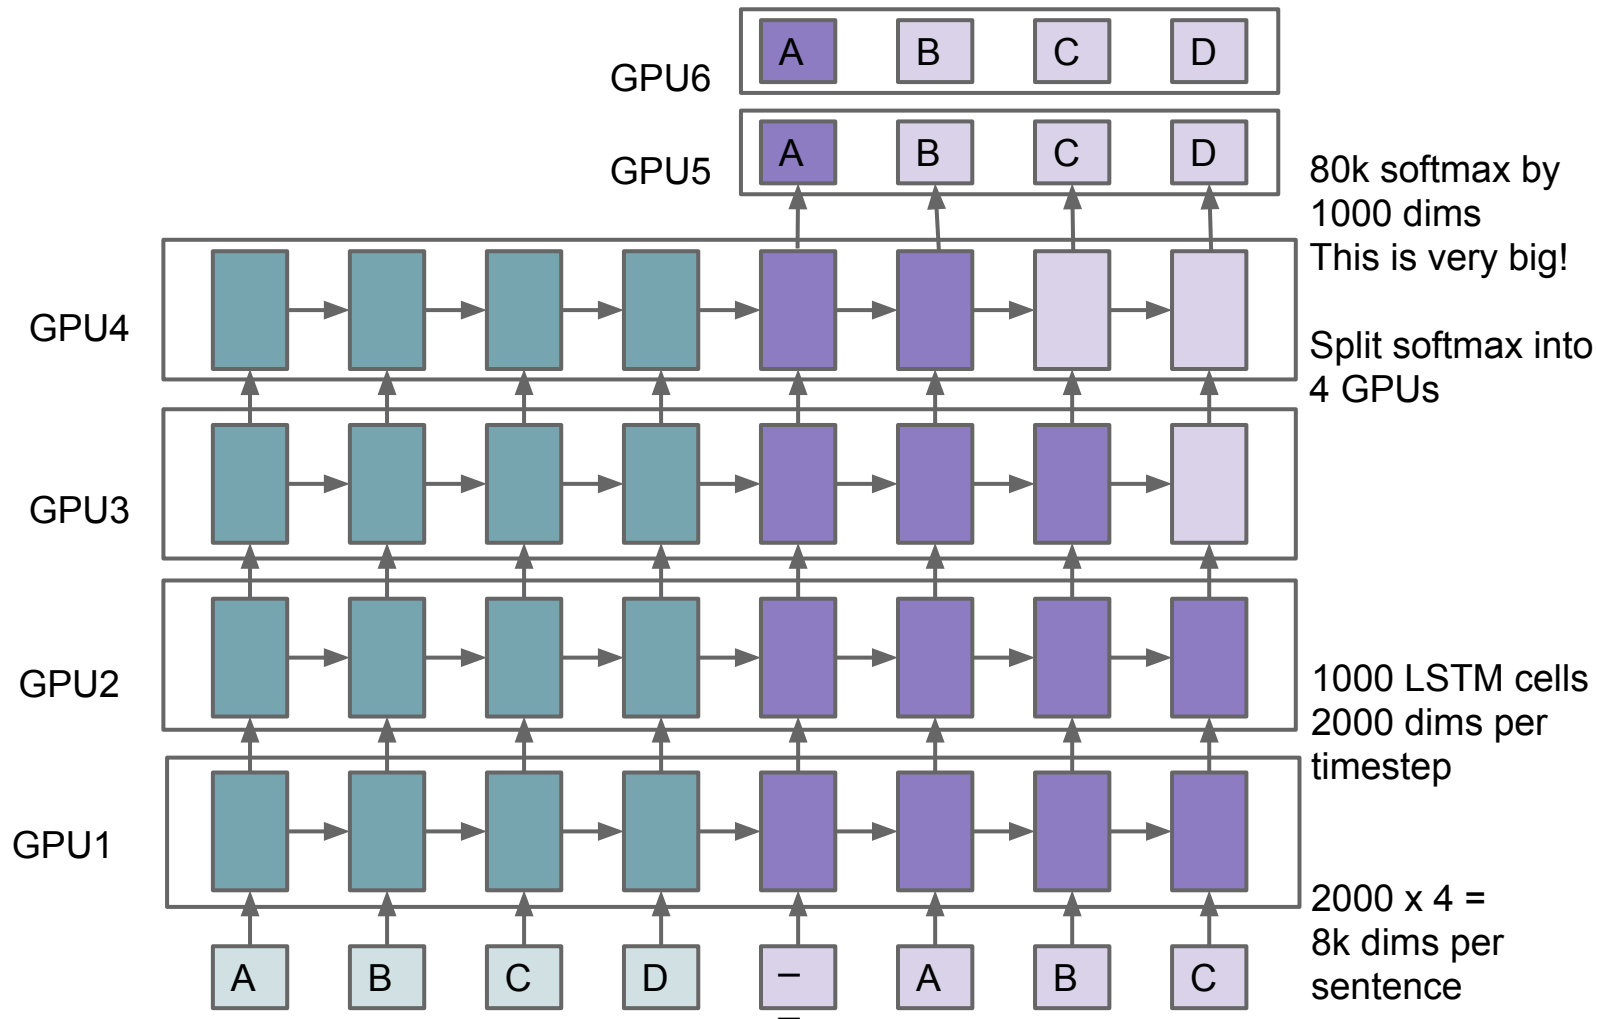 GPU6
A B C D
GPU5
A B C D
80k softmax by
1000 dims
This is very big!
Split softmax into
4 GPUs
GPU4
GPU3
GPU2
1000 LSTM cells
2000 dims per
timestep
GPU1
2000 x 4 =
8k dims per
sentence
A B C D _ A B C